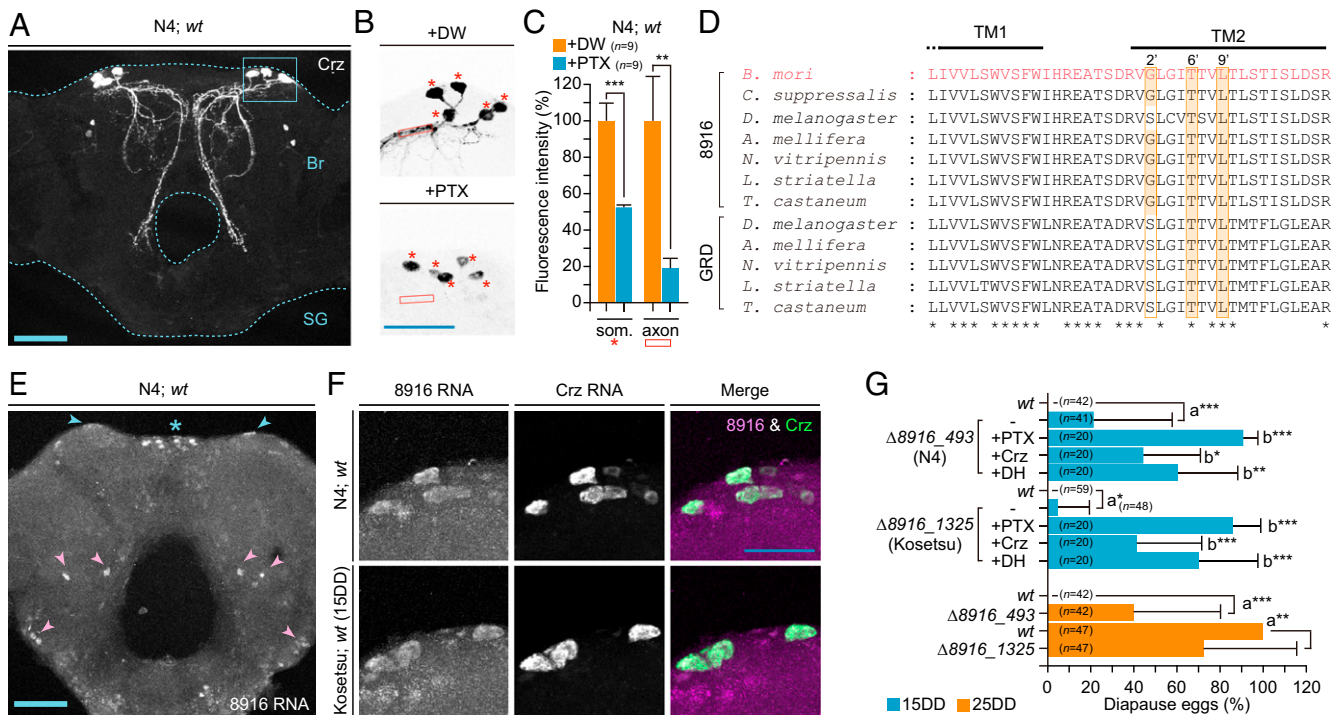 A
N4; wt
Crz
Br
SG
B
+DW
* * * * *
+PTX
* * * * *
C
N4; wt
+DW (n=9)
+PTX (n=9)
*** **
Fluorescence intensity (%)
120
100
80
60
40
20
0
som. axon
*
D
TM1 TM2
2' 6' 9'
8916
B. mori : LIVVLSWVSFWIHREATSDRVGLGITTVLTLSTISLDSR
C. suppressalis : LIVVLSWVSFWIHREATSDRVGLGITTVLTLSTISLDSR
D. melanogaster : LIVVLSWVSFWIHREATSDRVSLCVTSVLTLSTISLDSR
A. mellifera : LIVVLSWVSFWIHREATSDRVGLGITTVLTLSTISLDSR
N. vitripennis : LIVVLSWVSFWIHREATSDRVGLGITTVLTLSTISLDSR
L. striatella : LIVVLSWVSFWIHREATSDRVGLGITTVLTLSTISLDSR
T. castaneum : LIVVLSWVSFWIHREATSDRVGLGITTVLTLSTISLDSR
GRD
D. melanogaster : LLVVLSWVSFWLNREATADRVSLGITTVLTMTFLGLEAR
A. mellifera : LLVVLSWVSFWLNREATADRVSLGITTVLTMTFLGLEAR
N. vitripennis : LLVVLSWVSFWLNREATADRVSLGITTVLTMTFLGLEAR
L. striatella : LLVVLTWVSFWLNREATADRVSLGITTVLTMTFLGLEAR
T. castaneum : LLVVLSWVSFWLNREATADRVSLGITTVLTMTFLGLEAR
* *** ***** **** *** * * *** *
E
N4; wt
*
8916 RNA
F
8916 RNA Crz RNA Merge
8916 & Crz
N4; wt
Kosetsu; wt (15DD)
G
wt (n=42)
- (n=41) a***
Δ8916_493 (N4)
+PTX (n=20) b***
+Crz (n=20) b*
+DH (n=20) b**
wt (n=59)
- a* (n=48)
Δ8916_1325 (Kosetsu)
+PTX (n=20) b***
+Crz (n=20) b***
+DH (n=20) b***
wt (n=42)
Δ8916_493 (n=42) a***
wt (n=47) a**
Δ8916_1325 (n=47)
0 20 40 60 80 100 120
15DD 25DD Diapause eggs (%)